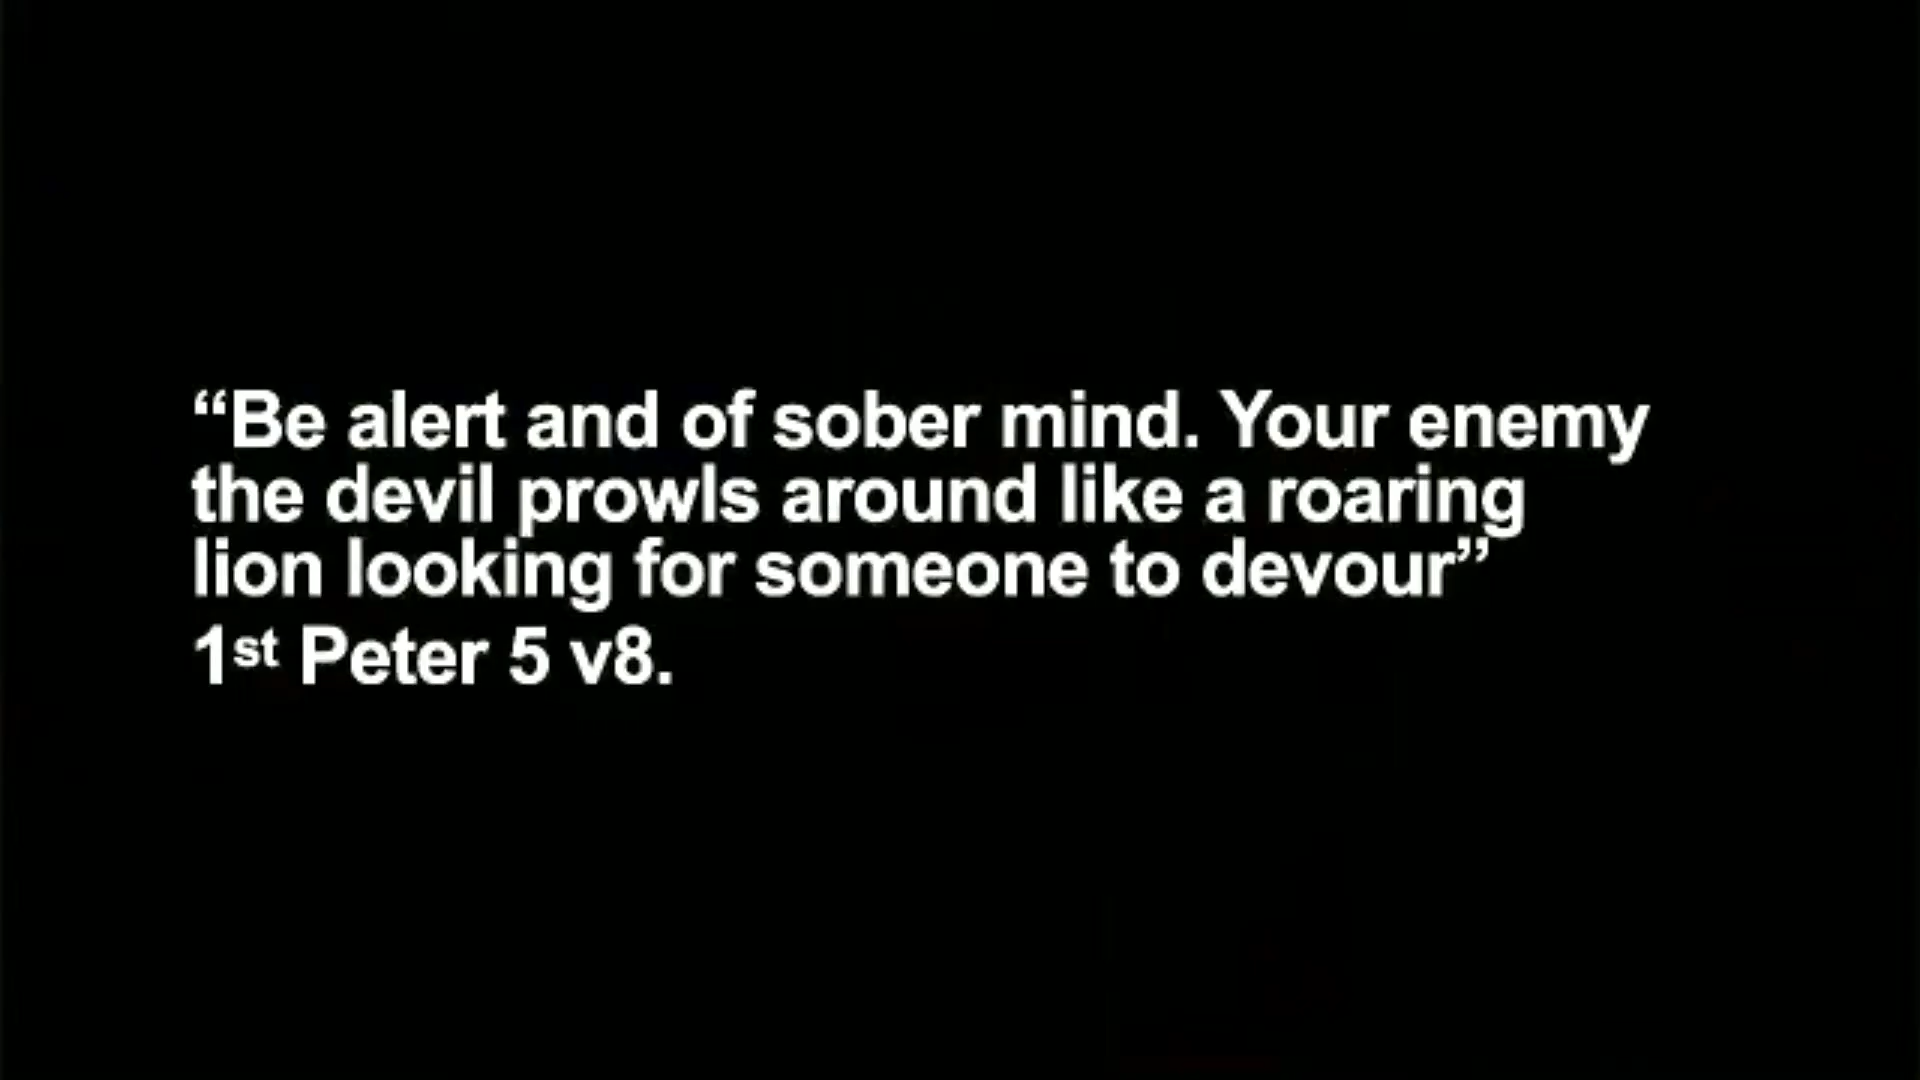 “Be alert and of sober mind. Your enemy
the devil prowls around like a roaring
lion looking for someone to devour”
1st Peter 5 v8.